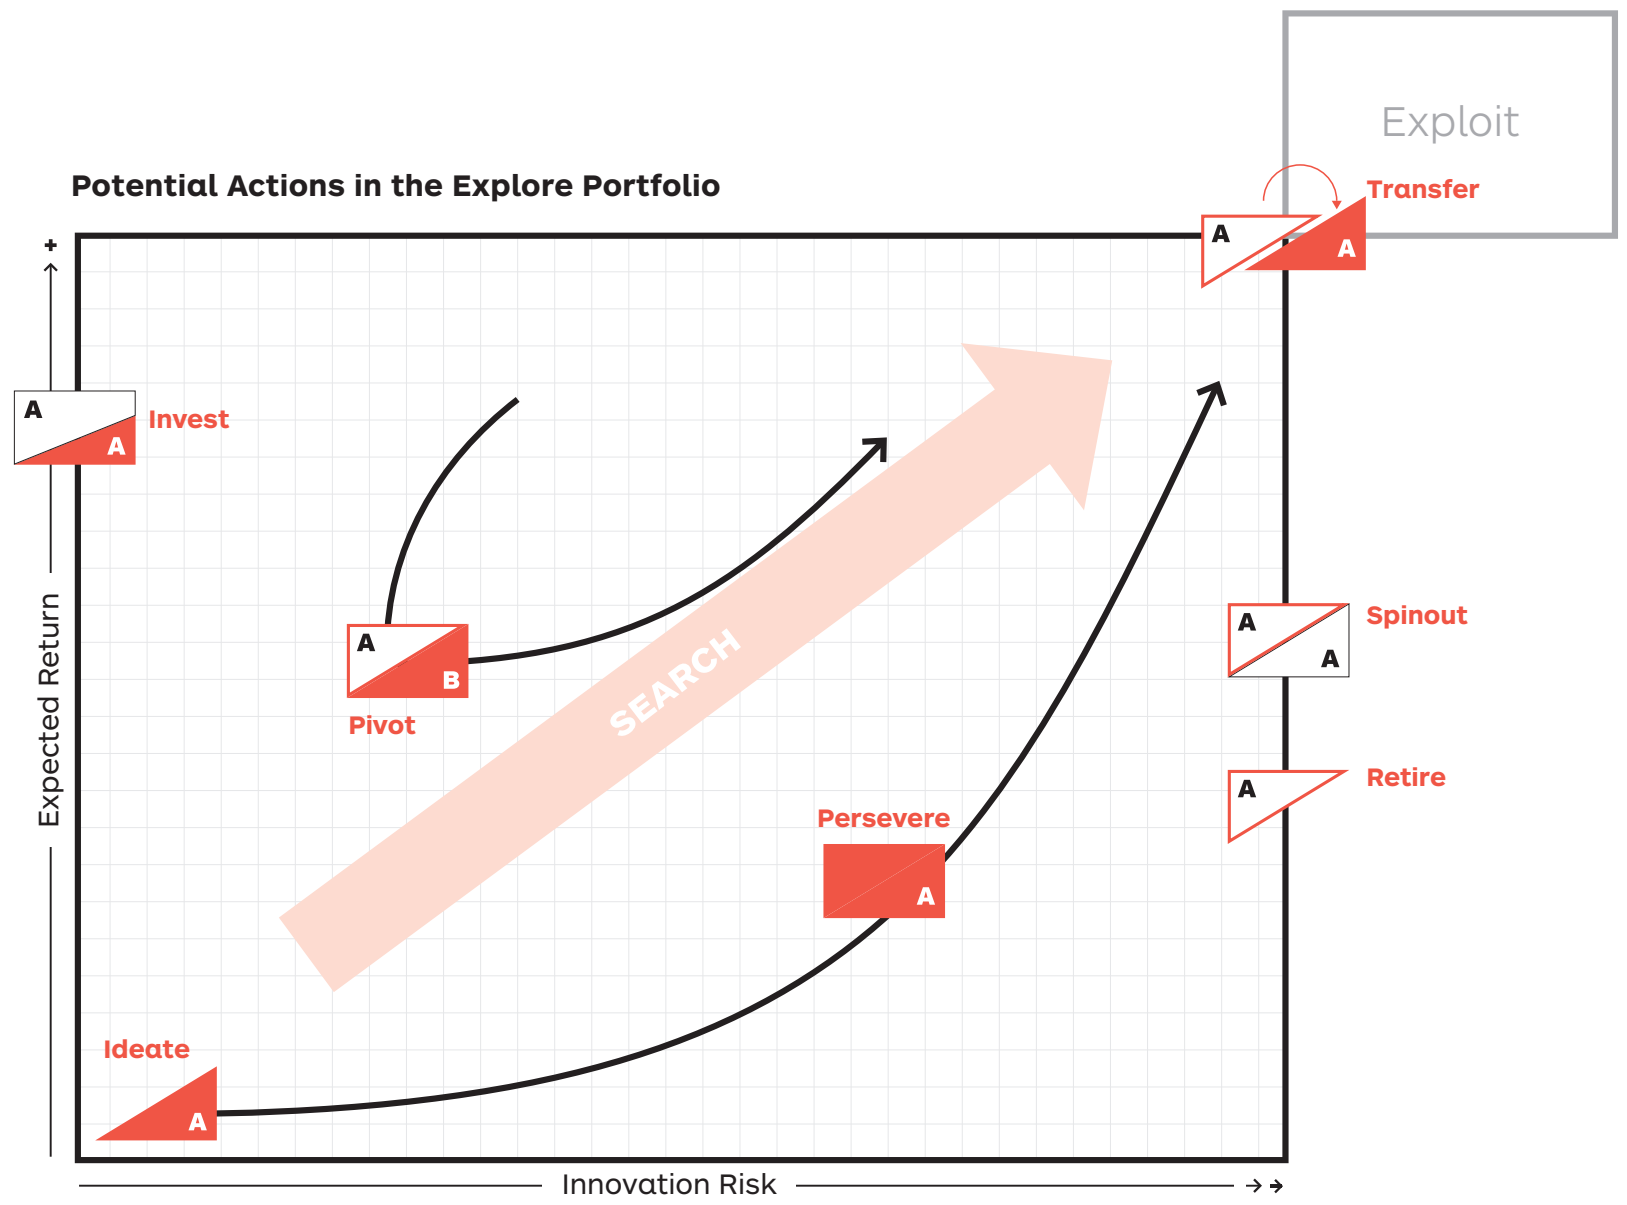 Exploit
Potential Actions in the Explore Portfolio
Transfer
A
A
+
A
Invest
A
Expected Return
A
Spinout
A
A
B
Pivot
SEARCH
A
Retire
Persevere
A
Ideate
A
Innovation Risk